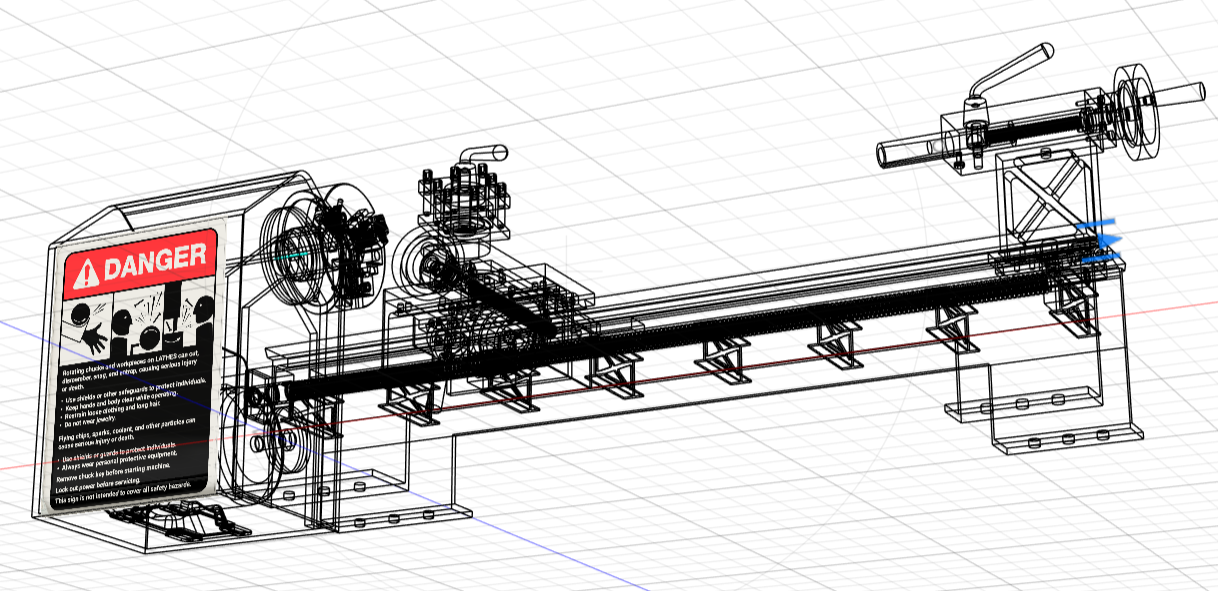 DANGER
Rotating chucks and workpieces on LATHES can cut,
dismember, snag, and entrap, causing serious injury
or death.
• Use shields or other safeguards to protect individuals.
• Keep hands and body clear while operating.
• Restrain loose clothing and long hair.
• Do not wear jewelry.
Flying chips, sparks, coolant, and other particles can
cause serious injury or death.
• Use shields or guards to protect individuals.
• Always wear personal protective equipment.
Remove chuck key before starting machine.
Lock out power before servicing.
This sign is not intended to cover all safety hazards.